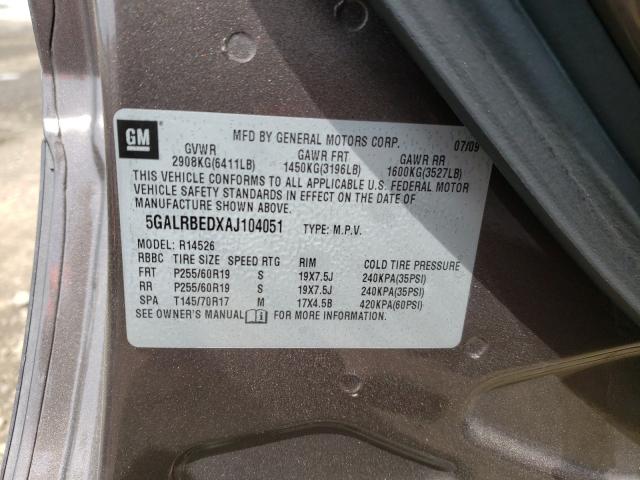 GM
MFD BY GENERAL MOTORS CORP. 07/09
GVWR GAWR FRT GAWR RR
2908KG(6411LB) 1450KG(3196LB) 1600KG(3527LB)
THIS VEHICLE CONFORMS TO ALL APPLICABLE U.S. FEDERAL MOTOR
VEHICLE SAFETY STANDARDS IN EFFECT ON THE DATE OF
MANUFACTURE SHOWN ABOVE.
5GALRBEDXAJ104051 TYPE: M.P.V.
MODEL: R14526
RBBC TIRE SIZE SPEED RTG RIM COLD TIRE PRESSURE
FRT P255/60R19 S 19X7.5J 240KPA(35PSI)
RR P255/60R19 S 19X7.5J 240KPA(35PSI)
SPA T145/70R17 M 17X4.5B 420KPA(60PSI)
SEE OWNER'S MANUAL FOR MORE INFORMATION.